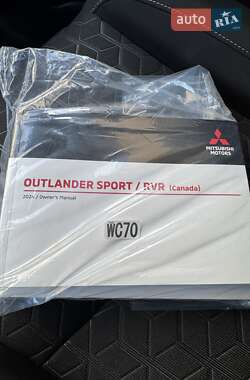 AUTO RIA
MITSUBISHI
MOTORS
OUTLANDER SPORT / RVR (Canada)
2024 / Owner's Manual
WC70